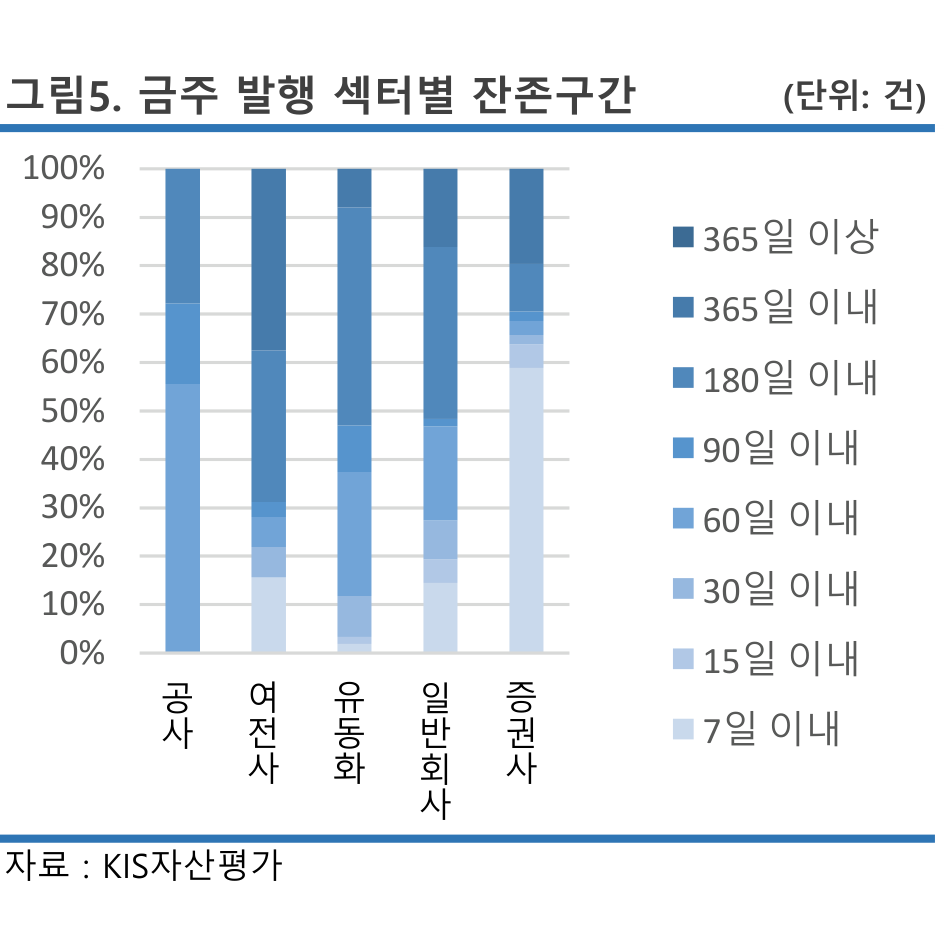 그림5. 금주 발행 섹터별 잔존구간 (단위: 건)
100%
90%
80%
70%
60%
50%
40%
30%
20%
10%
0%
공사
여전사
유동화
일반회사
증권사
365일 이상
365일 이내
180일 이내
90일 이내
60일 이내
30일 이내
15일 이내
7일 이내
자료 : KIS자산평가